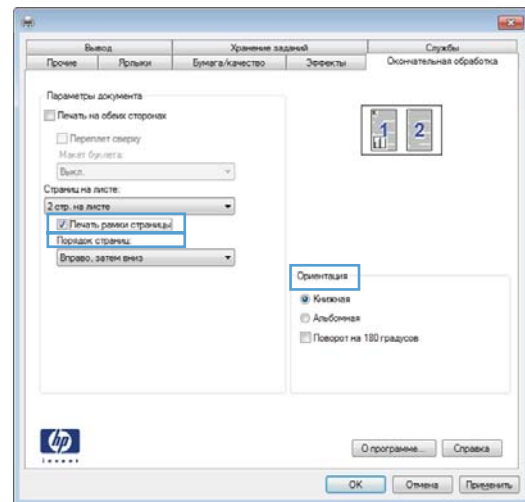 Вывод Хранение заданий Службы
Прочие Ярлыки Бумага/качество Эффекты Окончательная обработка
Параметры документа
Печать на обеих сторонах
Переплет сверху
Макет буклета:
Выкл.
Страниц на листе:
2 стр. на листе
Печать рамки страницы
Порядок страниц:
Вправо, затем вниз
1 2
Ориентация
Книжная
Альбомная
Поворот на 180 градусов
hp
invent
О программе... Справка
OK Отмена Применить